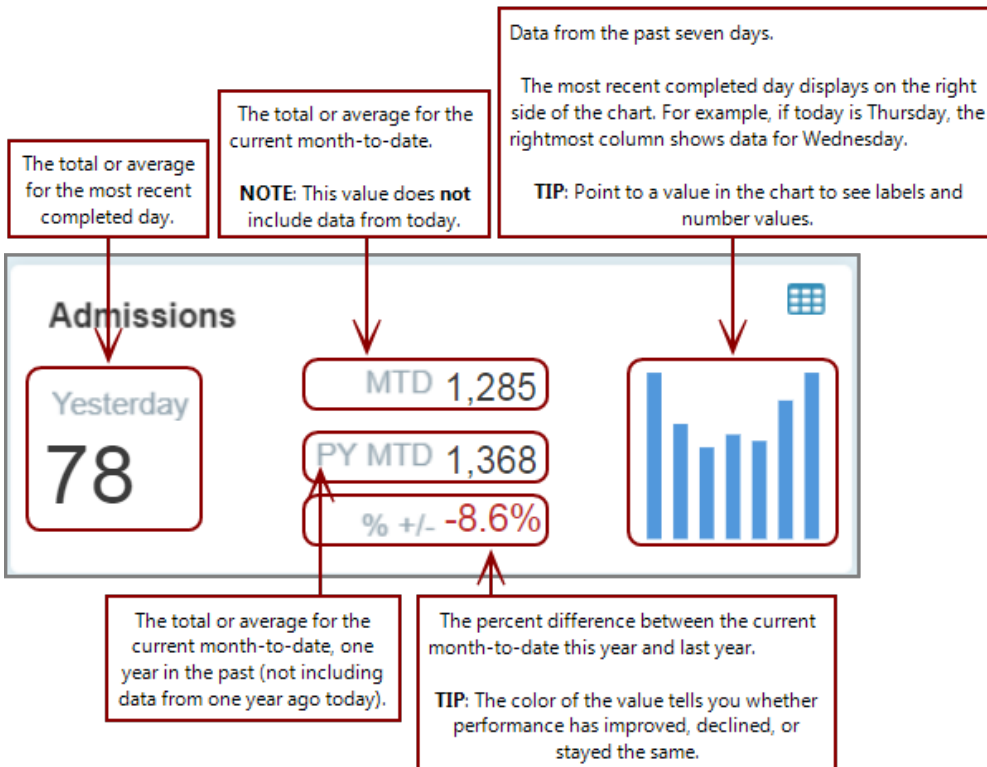 The total or average
for the most recent
completed day.
The total or average for the
current month-to-date.
NOTE: This value does not
include data from today.
Data from the past seven days.
The most recent completed day displays on the right
side of the chart. For example, if today is Thursday, the
rightmost column shows data for Wednesday.
TIP: Point to a value in the chart to see labels and
number values.
Admissions
Yesterday
78
MTD 1,285
PY MTD 1,368
% +/- -8.6%
The total or average for the
current month-to-date, one
year in the past (not including
data from one year ago today).
The percent difference between the current
month-to-date this year and last year.
TIP: The color of the value tells you whether
performance has improved, declined, or
stayed the same.